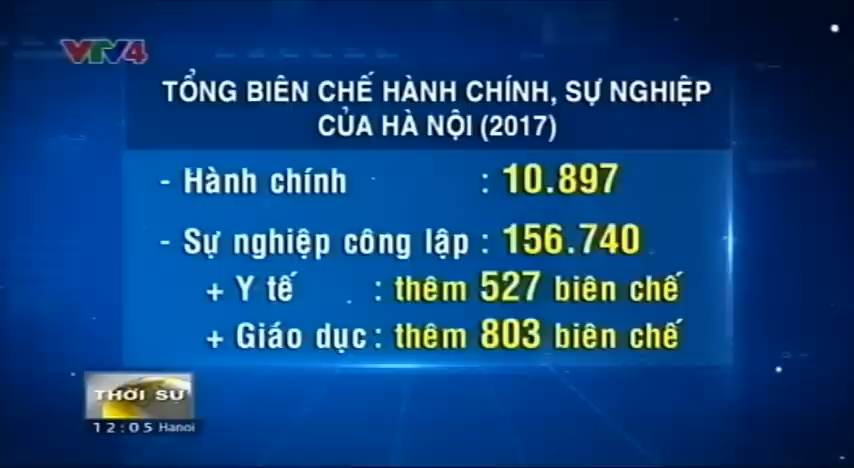 VTV4
TỔNG BIÊN CHẾ HÀNH CHÍNH, SỰ NGHIỆP
CỦA HÀ NỘI (2017)
- Hành chính : 10.897
- Sự nghiệp công lập : 156.740
+ Y tế : thêm 527 biên chế
+ Giáo dục : thêm 803 biên chế
THỜI SỰ
12:05 Hanoi